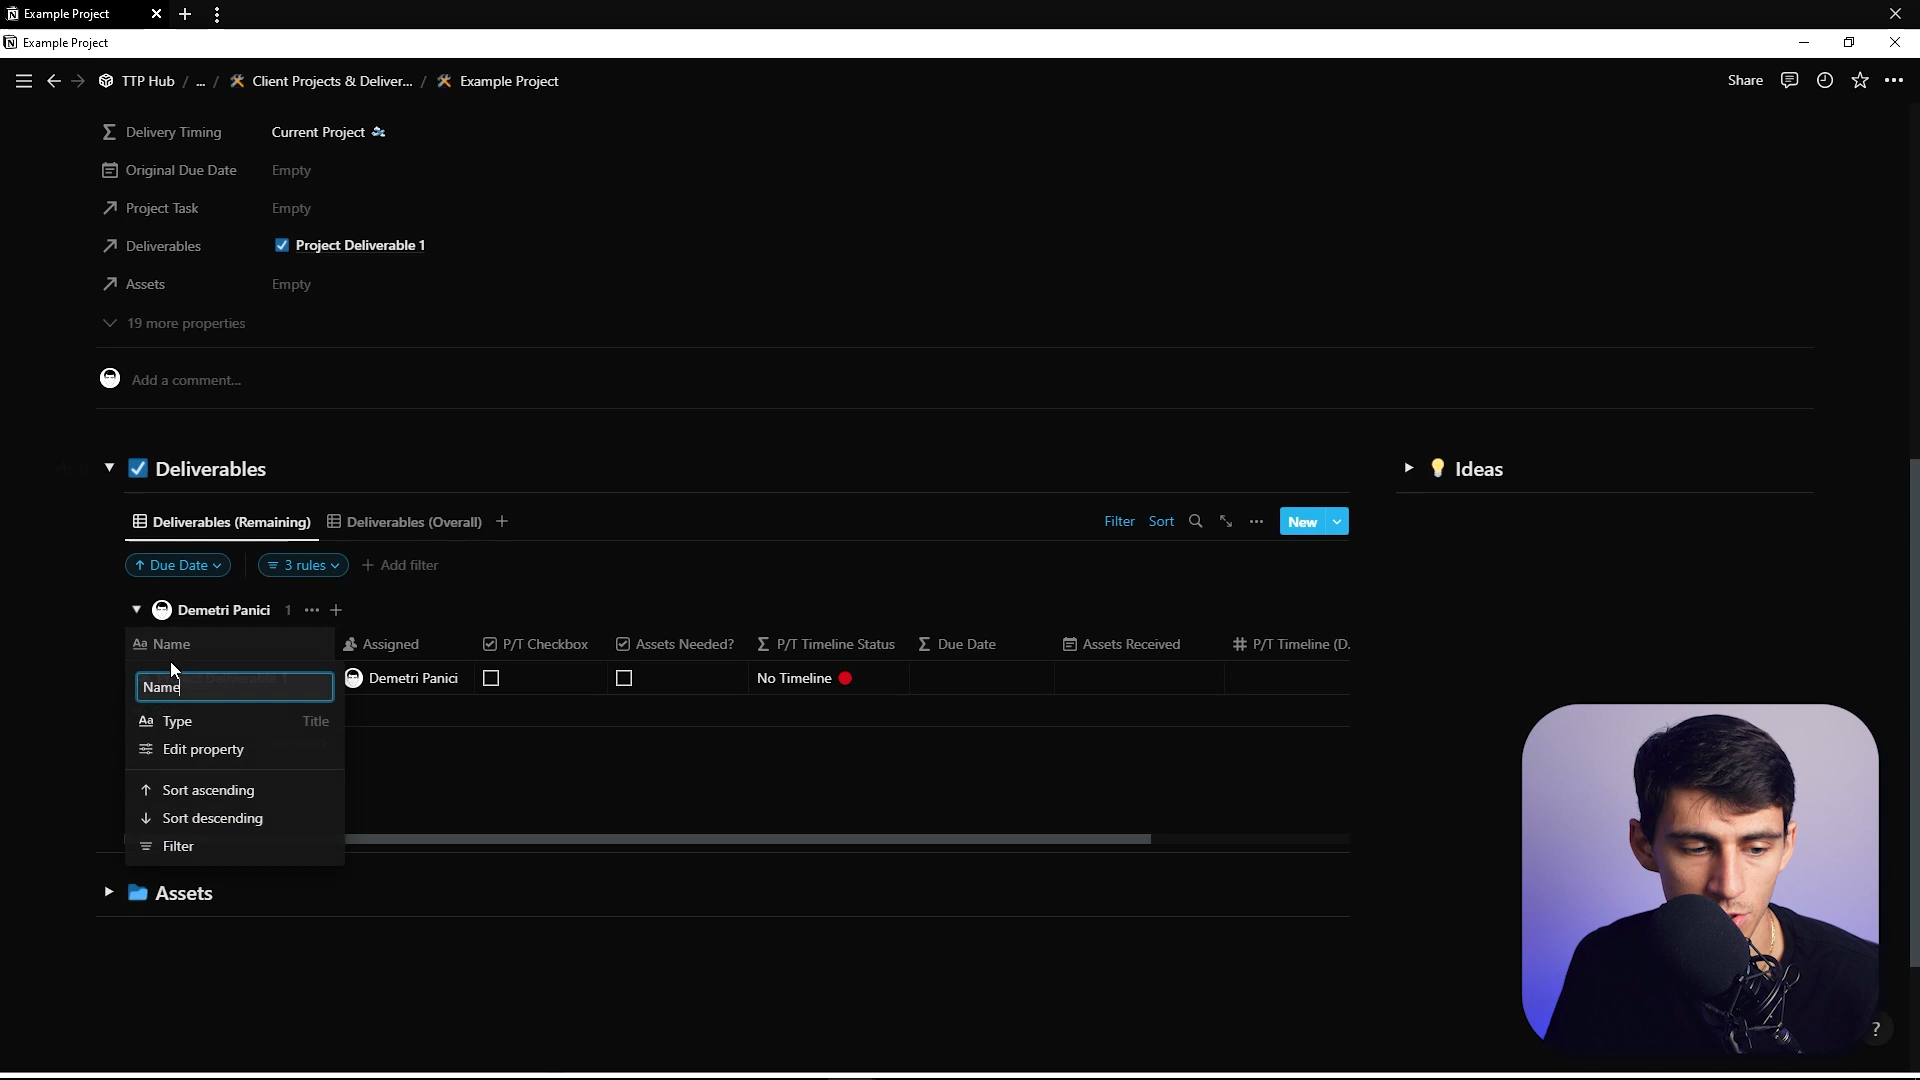 Example Project
Example Project
TTP Hub / ... / Client Projects & Deliver... / Example Project
Share
Delivery Timing Current Project
Original Due Date Empty
Project Task Empty
Deliverables Project Deliverable 1
Assets Empty
19 more properties
Add a comment...
Deliverables
Ideas
Deliverables (Remaining) Deliverables (Overall)
Filter Sort New
Due Date 3 rules Add filter
Demetri Panici 1
Aa Name Assigned P/T Checkbox Assets Needed? P/T Timeline Status Due Date Assets Received # P/T Timeline (D.
Name Demetri Panici No Timeline
Aa Type Title
Edit property
Sort ascending
Sort descending
Filter
Assets
?